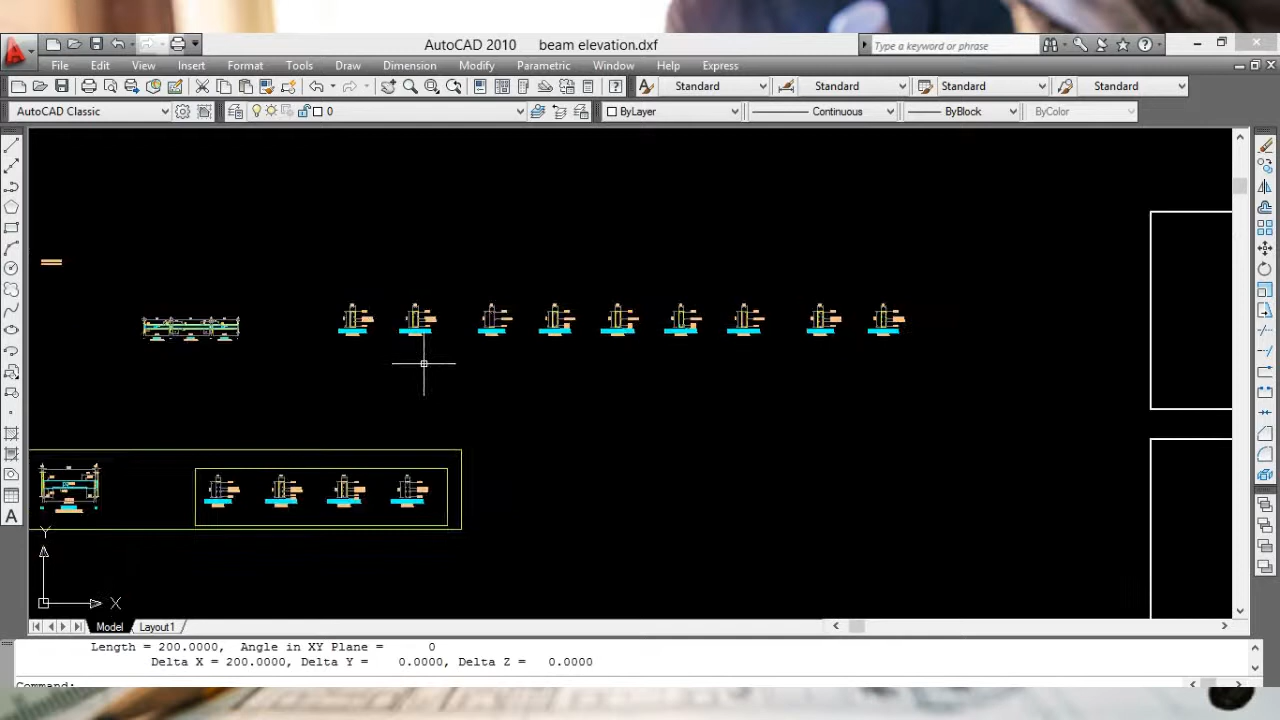 AutoCAD 2010 beam elevation.dxf
Type a keyword or phrase
File Edit View Insert Format Tools Draw Dimension Modify Parametric Window Help Express
Standard Standard Standard Standard
AutoCAD Classic 0 ByLayer Continuous ByBlock ByColor
A
Y
X
Model Layout1
Length = 200.0000, Angle in XY Plane = 0
Delta X = 200.0000, Delta Y = 0.0000, Delta Z = 0.0000
Command: